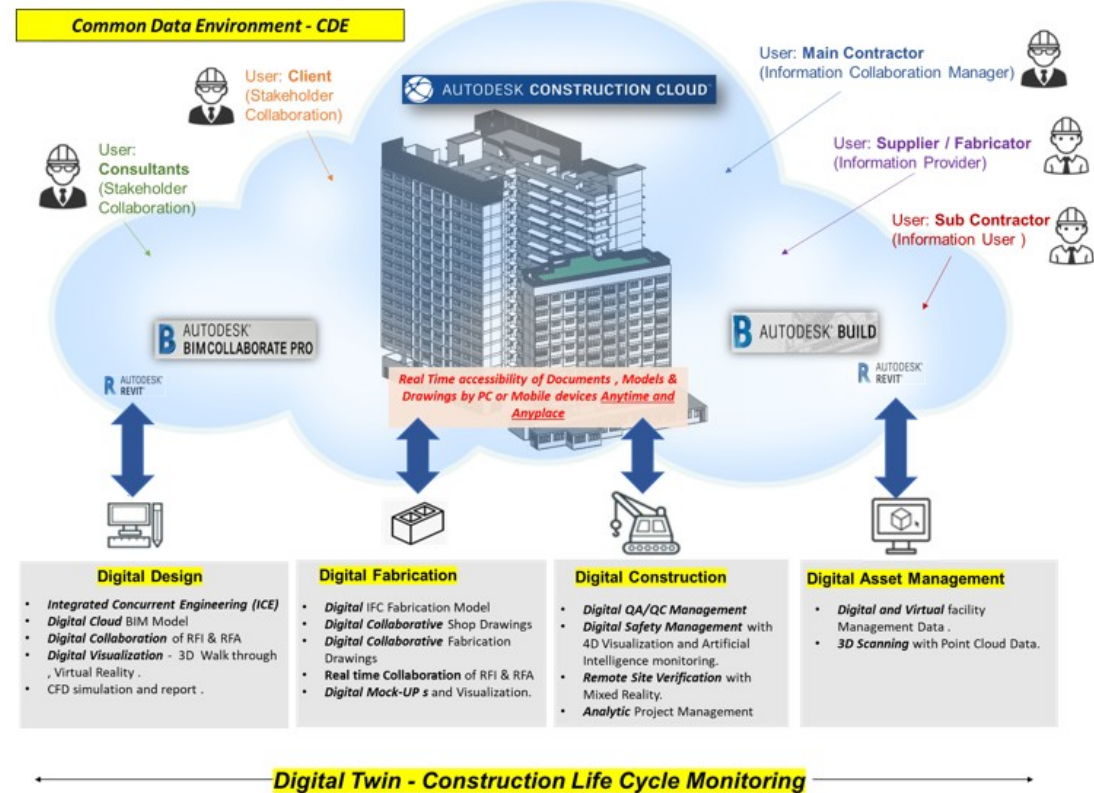 Common Data Environment - CDE
User: Client
(Stakeholder
Collaboration)
AUTODESK CONSTRUCTION CLOUD
User: Main Contractor
(Information Collaboration Manager)
User:
Consultants
(Stakeholder
Collaboration)
User: Supplier / Fabricator
(Information Provider)
User: Sub Contractor
(Information User )
B AUTODESK
BIM COLLABORATE PRO
R AUTODESK
REVIT
B AUTODESK BUILD
R AUTODESK
REVIT
Real Time accessibility of Documents , Models &
Drawings by PC or Mobile devices Anytime and
Anyplace
Digital Design
• Integrated Concurrent Engineering (ICE)
• Digital Cloud BIM Model
• Digital Collaboration of RFI & RFA
• Digital Visualization - 3D Walk through
, Virtual Reality .
• CFD simulation and report .
Digital Fabrication
• Digital IFC Fabrication Model
• Digital Collaborative Shop Drawings
• Digital Collaborative Fabrication
Drawings
• Real time Collaboration of RFI & RFA
• Digital Mock-UP s and Visualization.
Digital Construction
• Digital QA/QC Management
• Digital Safety Management with
4D Visualization and Artificial
Intelligence monitoring.
• Remote Site Verification with
Mixed Reality.
• Analytic Project Management
Digital Asset Management
• Digital and Virtual facility
Management Data .
• 3D Scanning with Point Cloud Data.
Digital Twin - Construction Life Cycle Monitoring